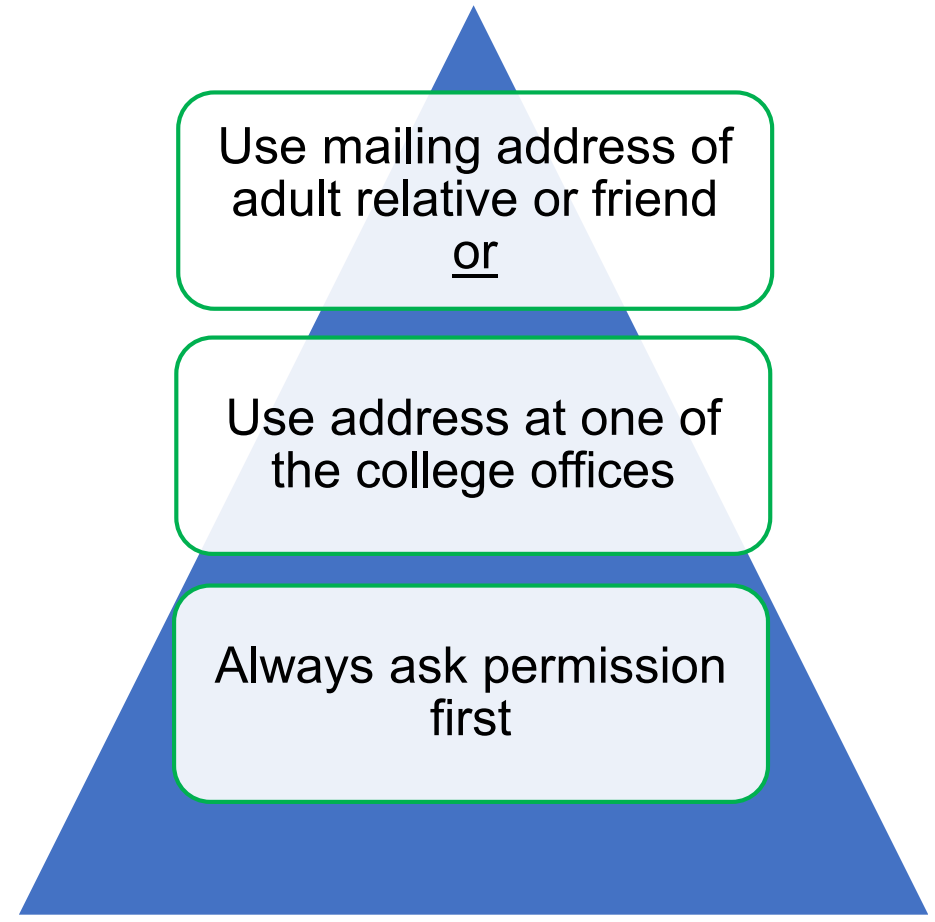 Use mailing address of
adult relative or friend
or
Use address at one of
the college offices
Always ask permission
first